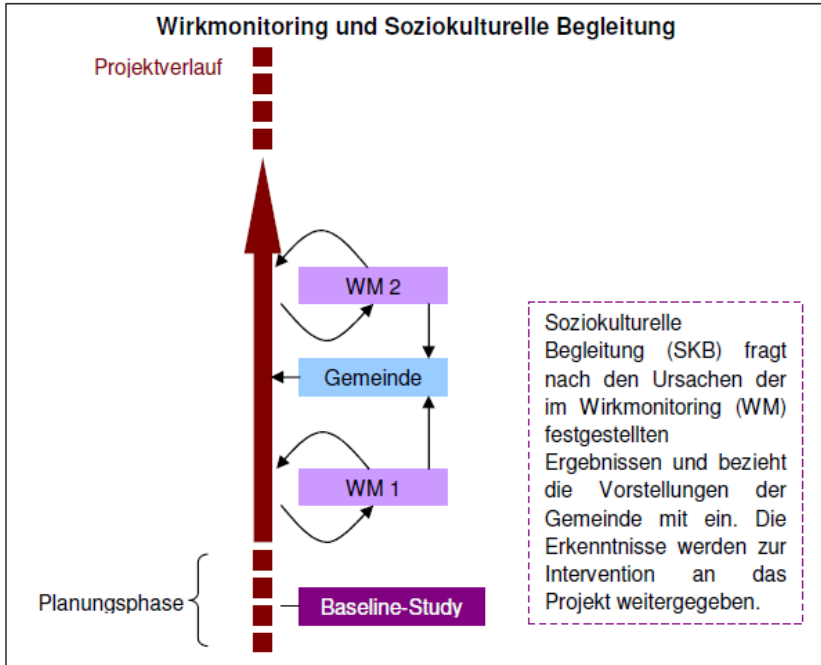 Wirkmonitoring und Soziokulturelle Begleitung
Projektverlauf
WM 2
Gemeinde
WM 1
Planungsphase
Baseline-Study
Soziokulturelle
Begleitung (SKB) fragt
nach den Ursachen der
im Wirkmonitoring (WM)
festgestellten
Ergebnissen und bezieht
die Vorstellungen der
Gemeinde mit ein. Die
Erkenntnisse werden zur
Intervention an das
Projekt weitergegeben.